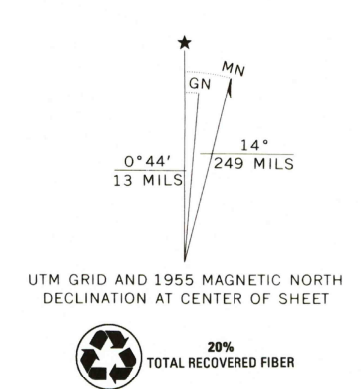 MN
GN
14°
249 MILS
0°44′
13 MILS
UTM GRID AND 1955 MAGNETIC NORTH
DECLINATION AT CENTER OF SHEET
20%
TOTAL RECOVERED FIBER